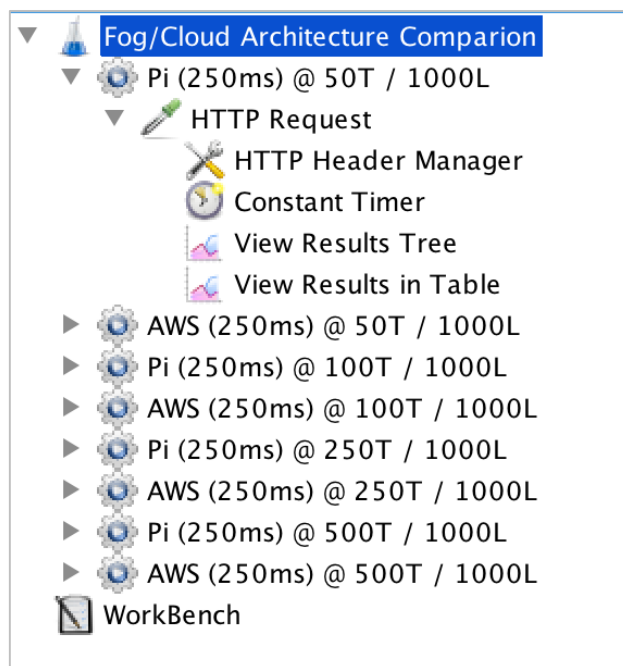 Fog/Cloud Architecture Comparion
Pi (250ms) @ 50T / 1000L
HTTP Request
HTTP Header Manager
Constant Timer
View Results Tree
View Results in Table
AWS (250ms) @ 50T / 1000L
Pi (250ms) @ 100T / 1000L
AWS (250ms) @ 100T / 1000L
Pi (250ms) @ 250T / 1000L
AWS (250ms) @ 250T / 1000L
Pi (250ms) @ 500T / 1000L
AWS (250ms) @ 500T / 1000L
WorkBench